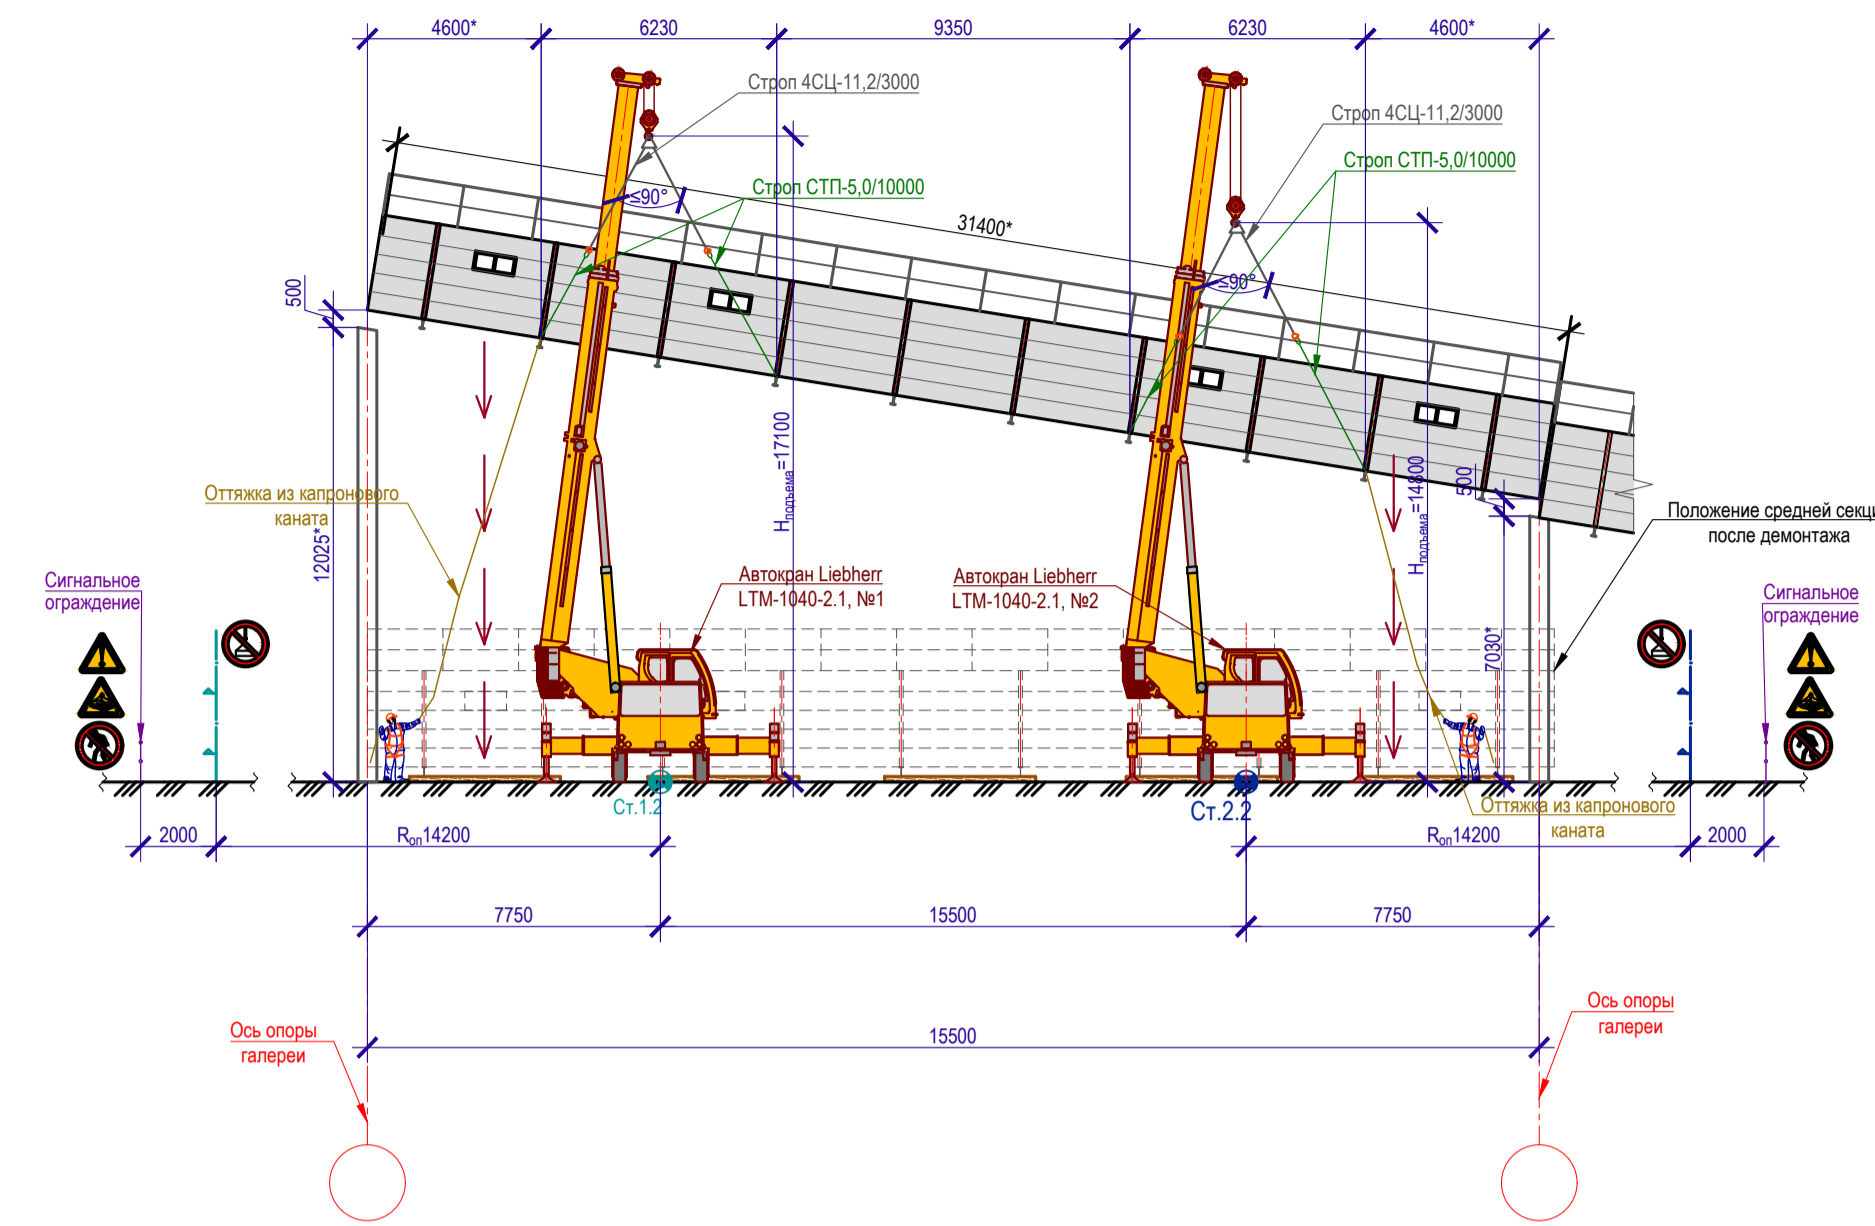 4600*
6230
9350
6230
4600*
Строп 4СЦ-11,2/3000
Строп 4СЦ-11,2/3000
Строп СТП-5,0/10000
Строп СТП-5,0/10000
≤90°
31400*
≤90°
500
Hподъема=17100
Hподъема=14800
500
Оттяжка из капронового
каната
12025*
Положение средней секци
после демонтажа
Сигнальное
ограждение
Автокран Liebherr
LTM-1040-2.1, №1
Автокран Liebherr
LTM-1040-2.1, №2
Сигнальное
ограждение
7030*
Ст.1.2
Ст.2.2
Оттяжка из капронового
каната
2000
Rоп14200
Rоп14200
2000
7750
15500
7750
Ось опоры
галереи
15500
Ось опоры
галереи